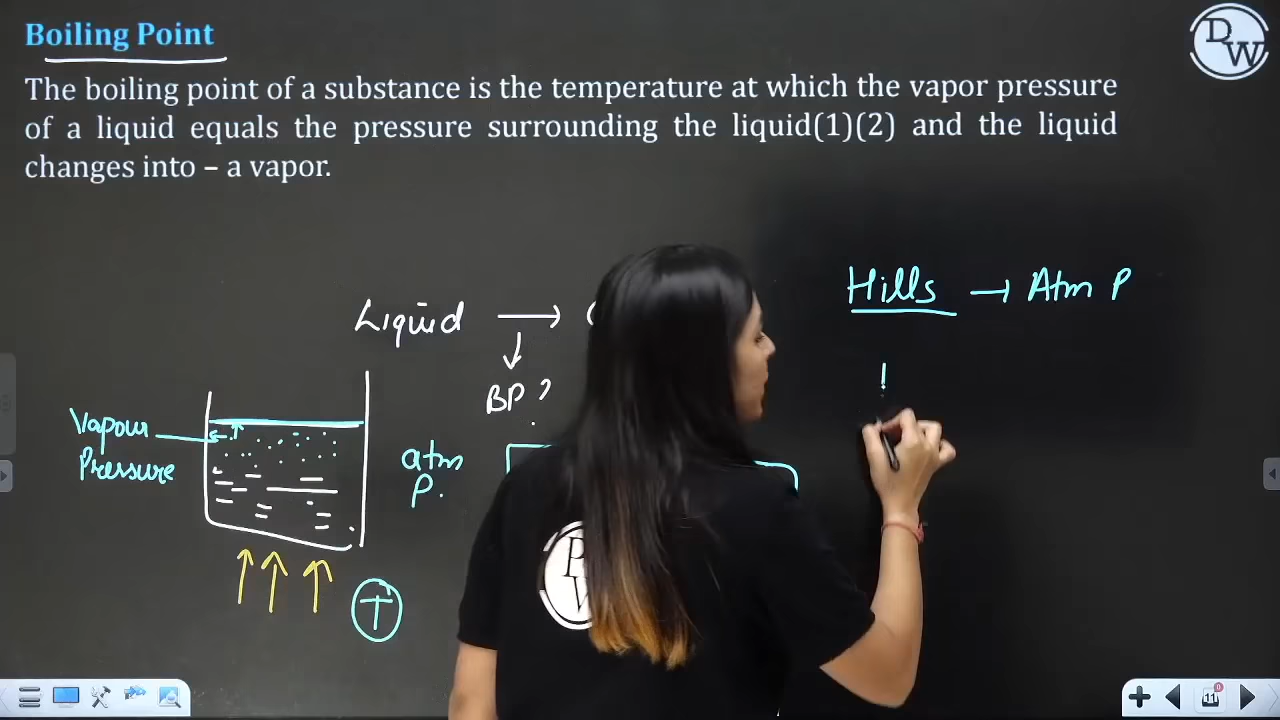 Boiling Point
The boiling point of a substance is the temperature at which the vapor pressure
of a liquid equals the pressure surrounding the liquid(1)(2) and the liquid
changes into – a vapor.
Hills → Atm P
Liquid →
BP ?
Vapour
Pressure
atm
P.
T
P
W
11